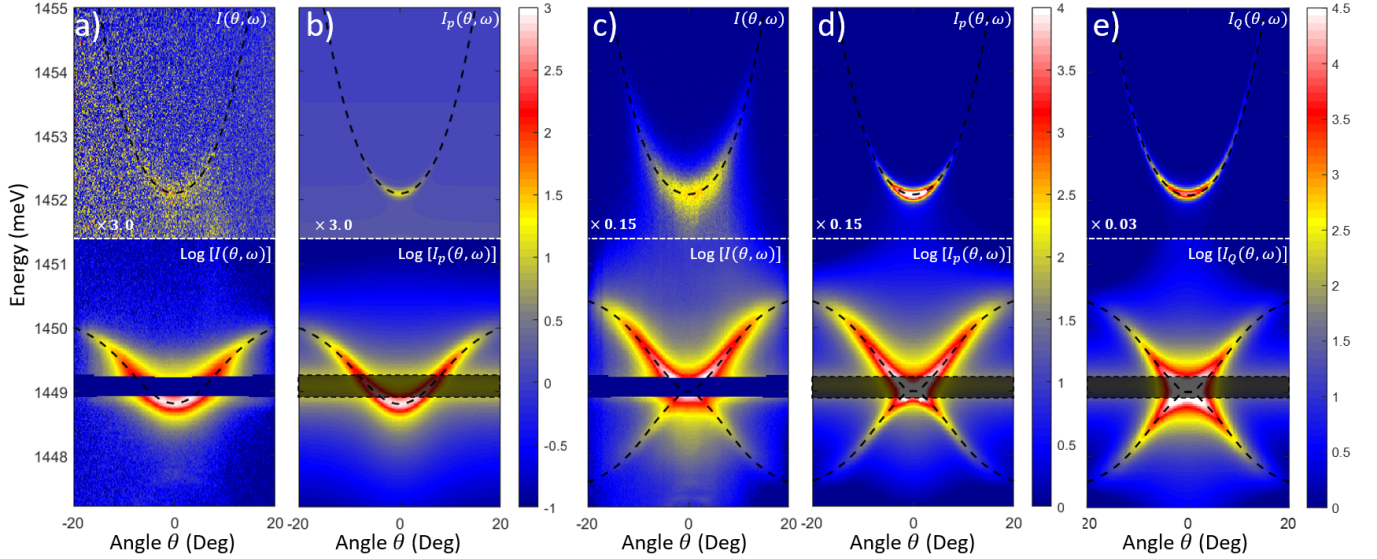 a) I(θ, ω)
b) I_p(θ, ω)
c) I(θ, ω)
d) I_p(θ, ω)
e) I_Q(θ, ω)
× 3.0
× 3.0
× 0.15
× 0.15
× 0.03
Log [I(θ, ω)]
Log [I_p(θ, ω)]
Log [I(θ, ω)]
Log [I_p(θ, ω)]
Log [I_Q(θ, ω)]
Energy (meV)
1455
1454
1453
1452
1451
1450
1449
1448
3
2.5
2
1.5
1
0.5
0
-0.5
-1
4
3.5
3
2.5
2
1.5
1
0.5
0
4.5
4
3.5
3
2.5
2
1.5
1
0.5
0
-20 0 20
-20 0 20
-20 0 20
-20 0 20
-20 0 20
Angle θ (Deg)
Angle θ (Deg)
Angle θ (Deg)
Angle θ (Deg)
Angle θ (Deg)